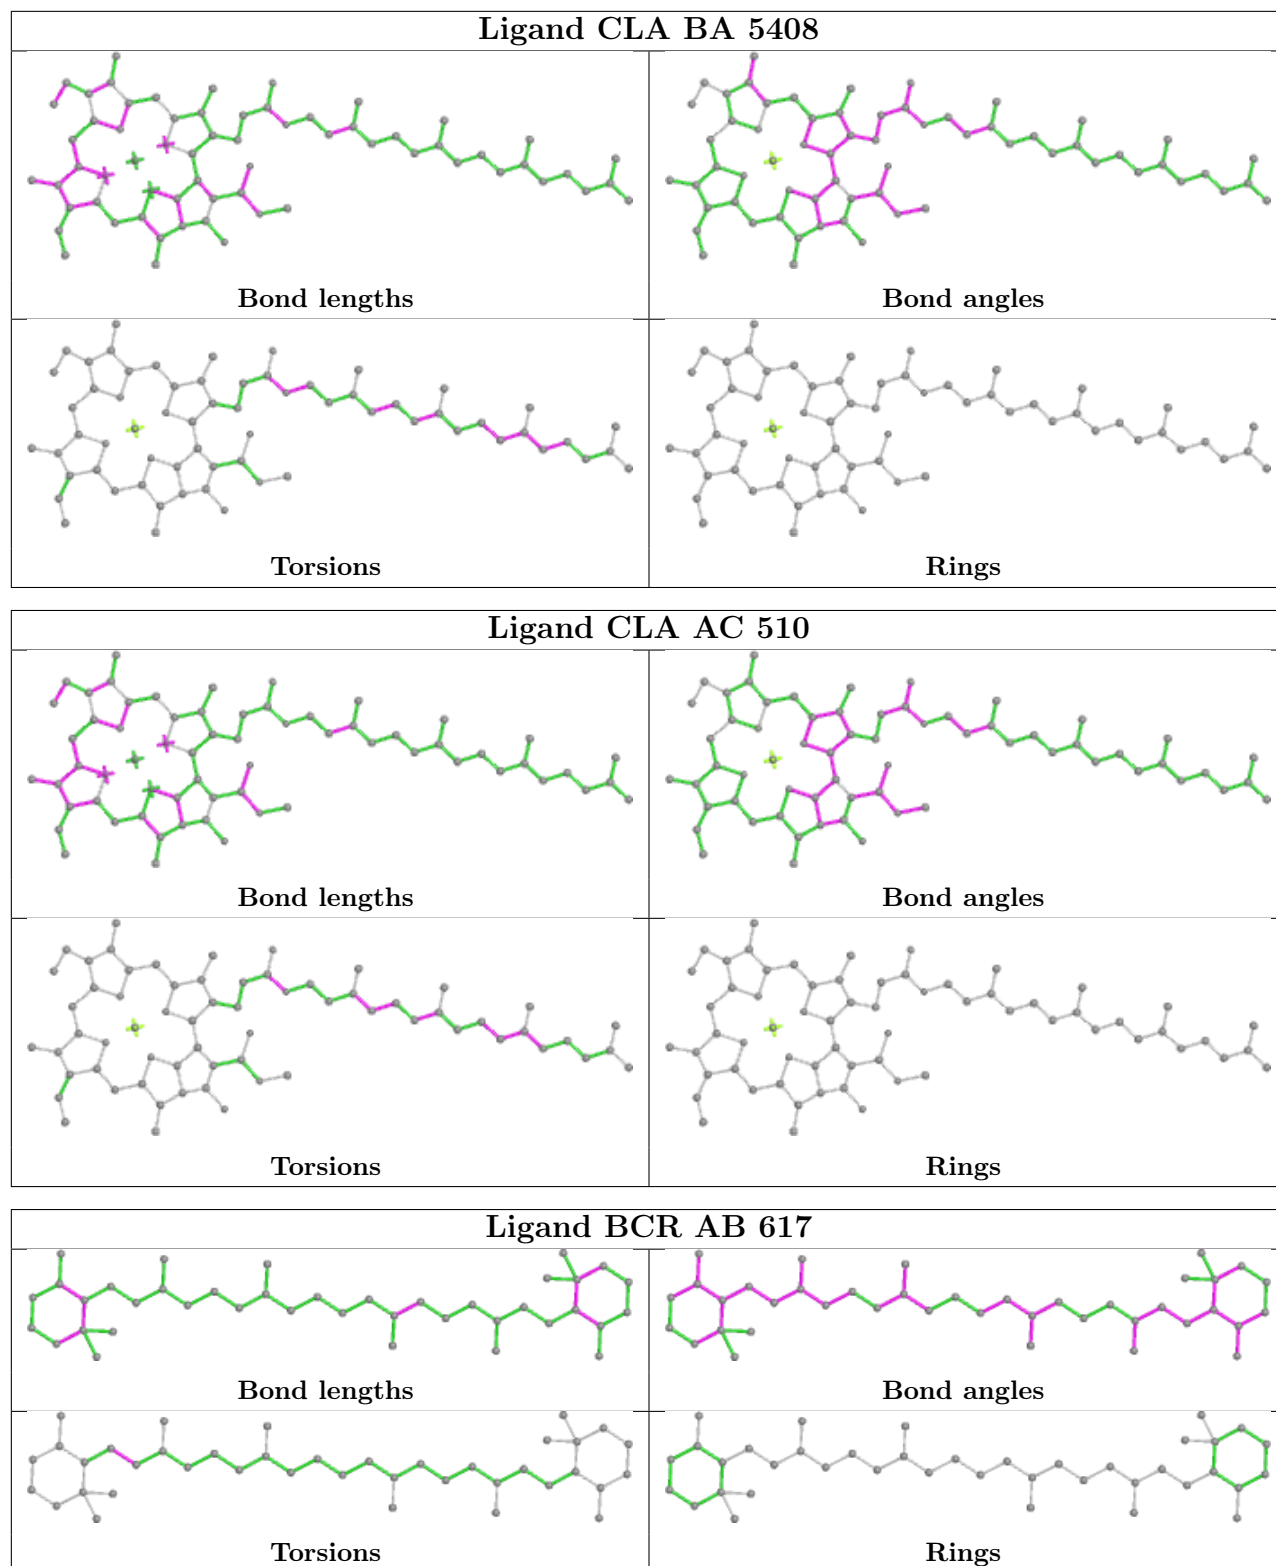 Ligand CLA BA 5408
Bond lengths
Bond angles
Torsions
Rings
Ligand CLA AC 510
Bond lengths
Bond angles
Torsions
Rings
Ligand BCR AB 617
Bond lengths
Bond angles
Torsions
Rings